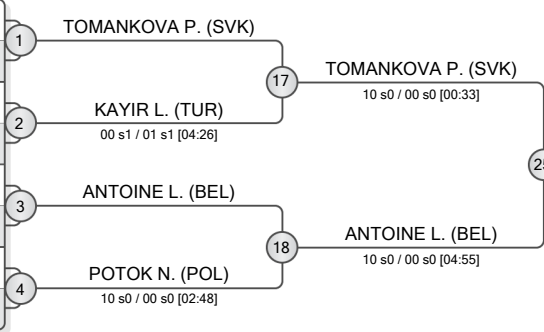 TOMANKOVA P. (SVK)
1
17
TOMANKOVA P. (SVK)
10 s0 / 00 s0 [00:33]
KAYIR L. (TUR)
2
00 s1 / 01 s1 [04:26]
ANTOINE L. (BEL)
3
18
ANTOINE L. (BEL)
10 s0 / 00 s0 [04:55]
POTOK N. (POL)
4
10 s0 / 00 s0 [02:48]